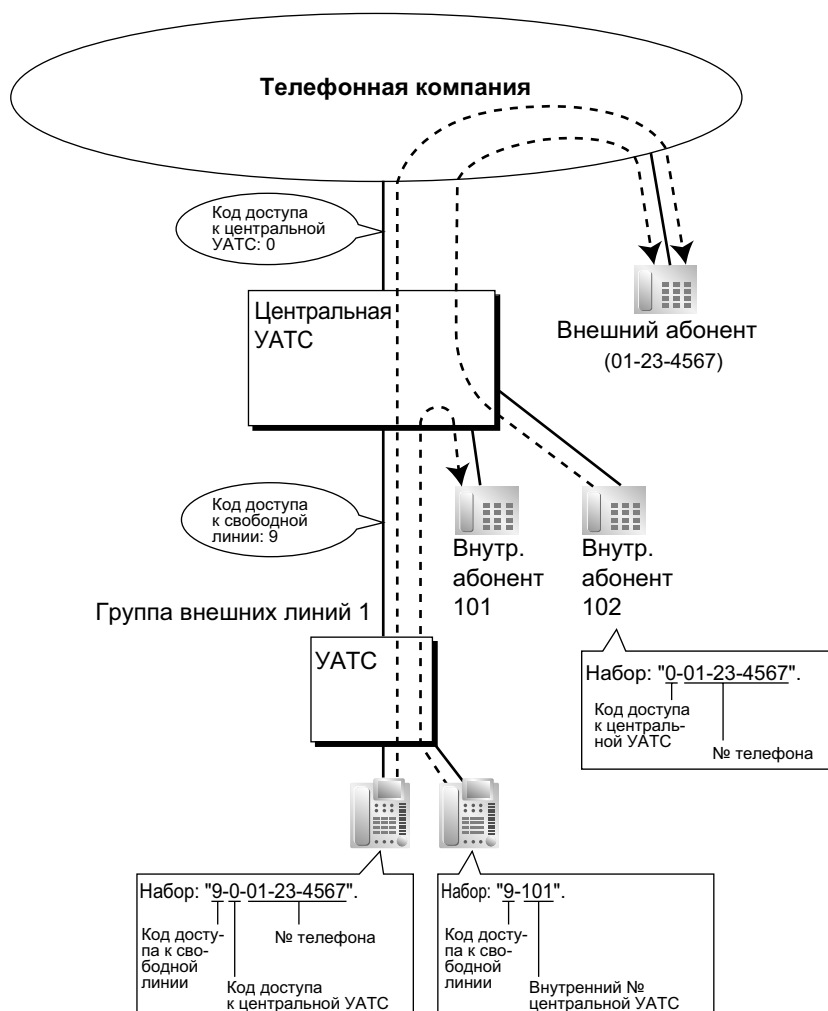 Телефонная компания
Код доступа
к центральной
УАТС: 0
Центральная
УАТС
Внешний абонент
(01-23-4567)
Код доступа
к свободной
линии: 9
Внутр.
абонент
101
Внутр.
абонент
102
Группа внешних линий 1
УАТС
Набор: "0-01-23-4567".
Код доступа
к централь-
ной УАТС
№ телефона
Набор: "9-0-01-23-4567".
Код досту-
па к сво-
бодной
линии
№ телефона
Код доступа
к центральной УАТС
Набор: "9-101".
Код досту-
па к сво-
бодной
линии
Внутренний №
центральной УАТС